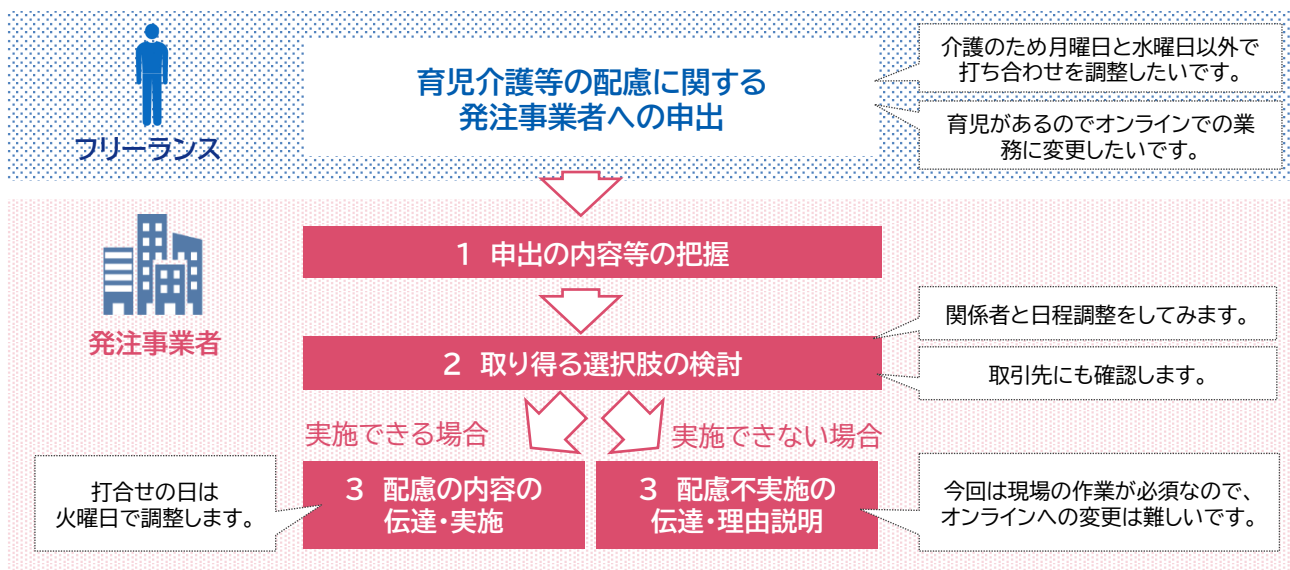 フリーランス
育児介護等の配慮に関する
発注事業者への申出
介護のため月曜日と水曜日以外で
打ち合わせを調整したいです。
育児があるのでオンラインでの業
務に変更したいです。
発注事業者
1 申出の内容等の把握
2 取り得る選択肢の検討
関係者と日程調整をしてみます。
取引先にも確認します。
実施できる場合
実施できない場合
打合せの日は
火曜日で調整します。
3 配慮の内容の
伝達・実施
3 配慮不実施の
伝達・理由説明
今回は現場の作業が必須なので、
オンラインへの変更は難しいです。